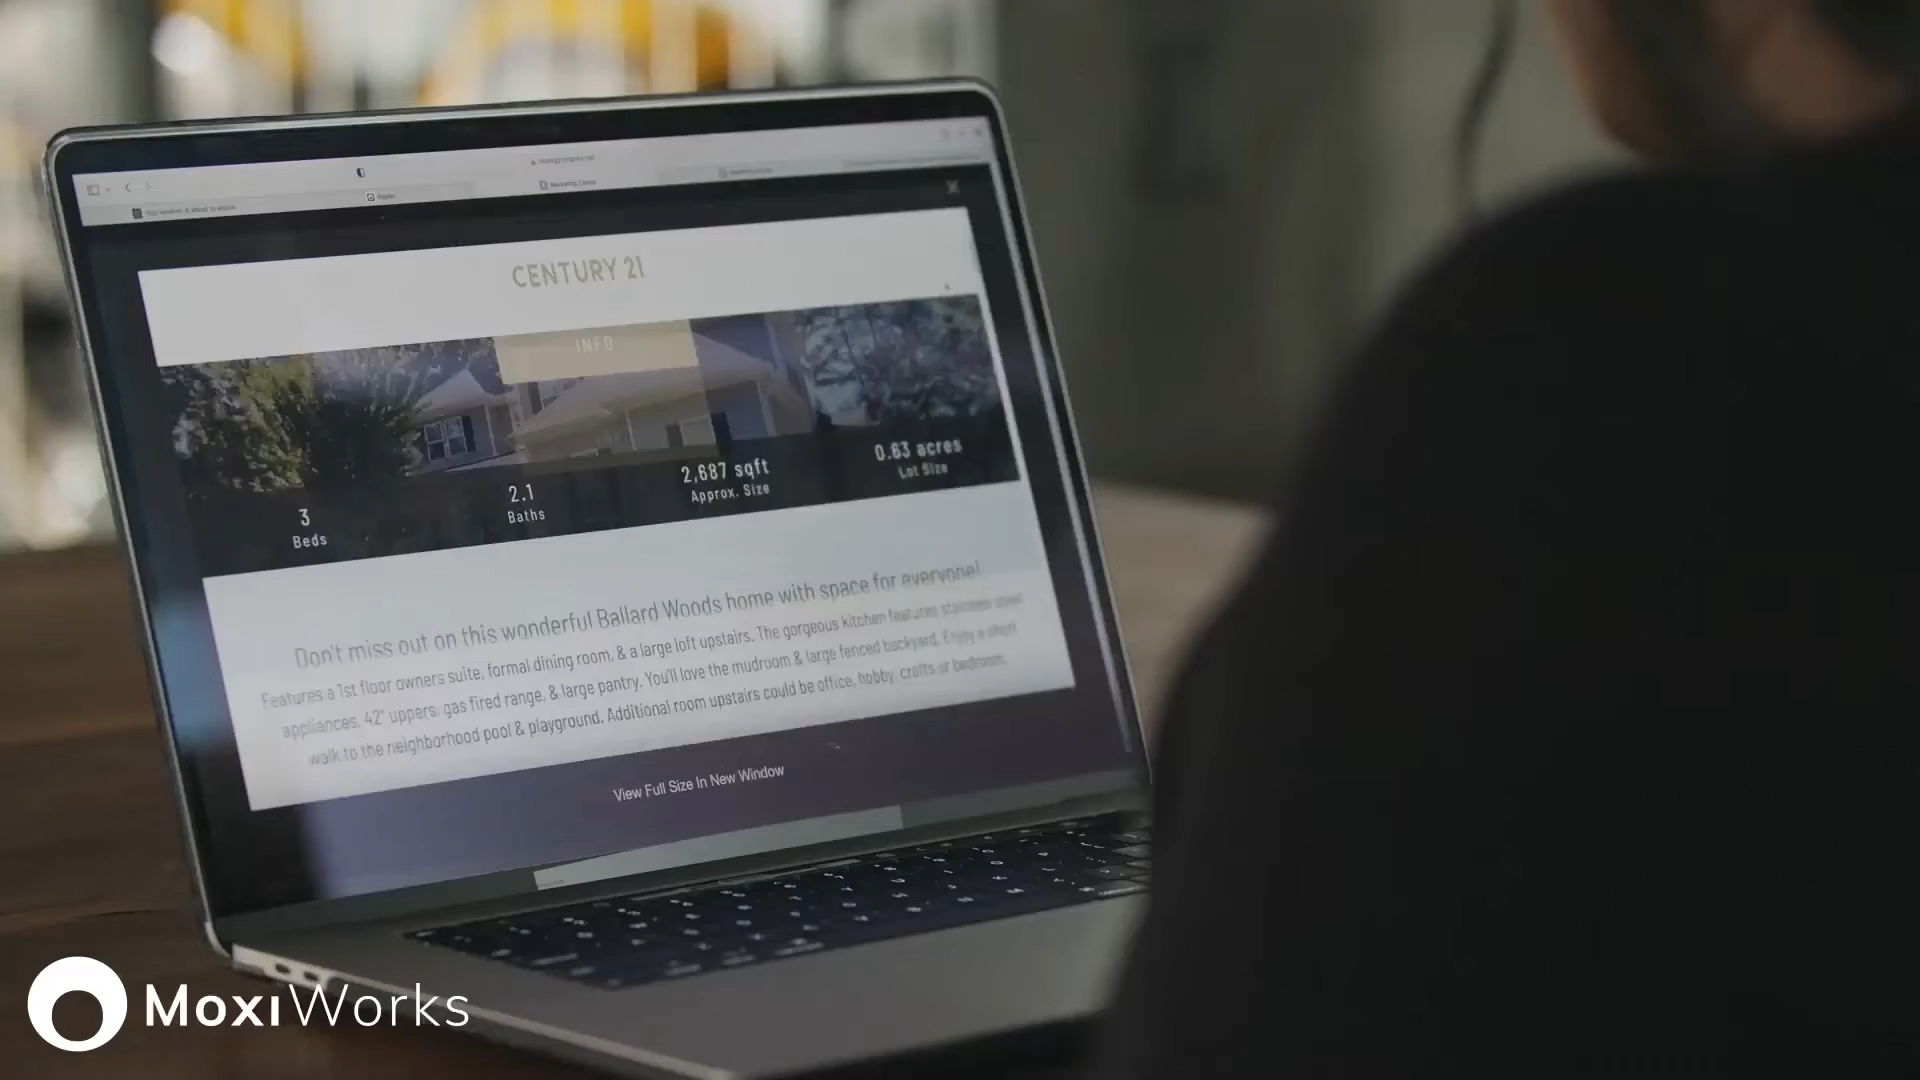 Marketing Center
CENTURY 21
INFO
3
Beds
2.1
Baths
2,687 sqft
Approx. Size
0.63 acres
Lot Size
Don't miss out on this wonderful Ballard Woods home with space for everyone!
Features a 1st floor owners suite, formal dining room, & a large loft upstairs. The gorgeous kitchen features stainless steel
appliances, 42" uppers, gas fired range, & large pantry. You'll love the mudroom & large fenced backyard. Enjoy a short
walk to the neighborhood pool & playground. Additional room upstairs could be office, hobby, crafts or bedroom.
View Full Size In New Window
MoxiWorks